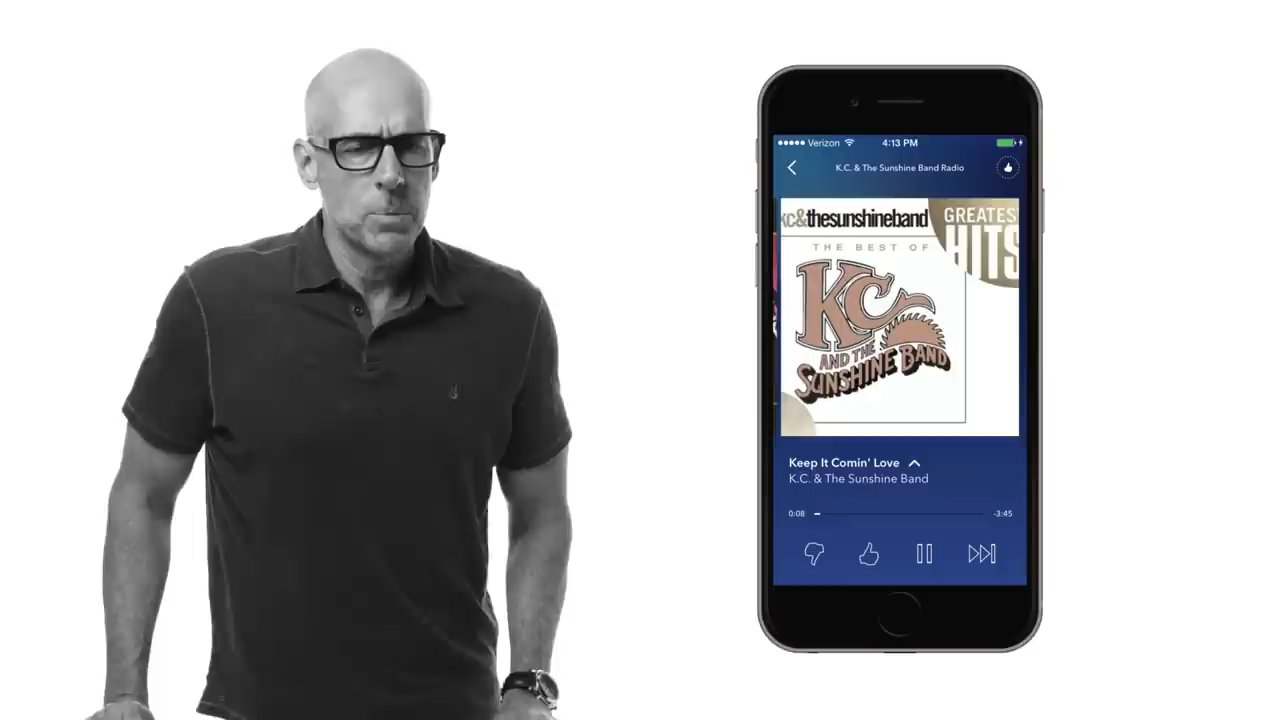 Verizon 4:13 PM
K.C. & The Sunshine Band Radio
kc&thesunshineband
GREATES
HITS
THE BEST OF
KC
AND THE
SUNSHINE BAND
Keep It Comin' Love
K.C. & The Sunshine Band
0:08 -3:45